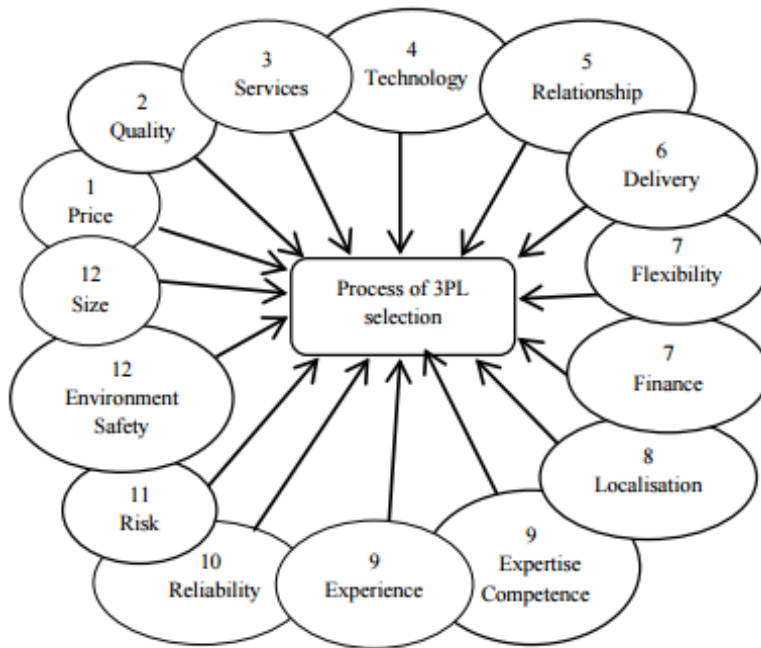 1
Price
2
Quality
3
Services
4
Technology
5
Relationship
6
Delivery
7
Flexibility
7
Finance
8
Localisation
9
Expertise
Competence
9
Experience
10
Reliability
11
Risk
12
Environment
Safety
12
Size
Process of 3PL
selection